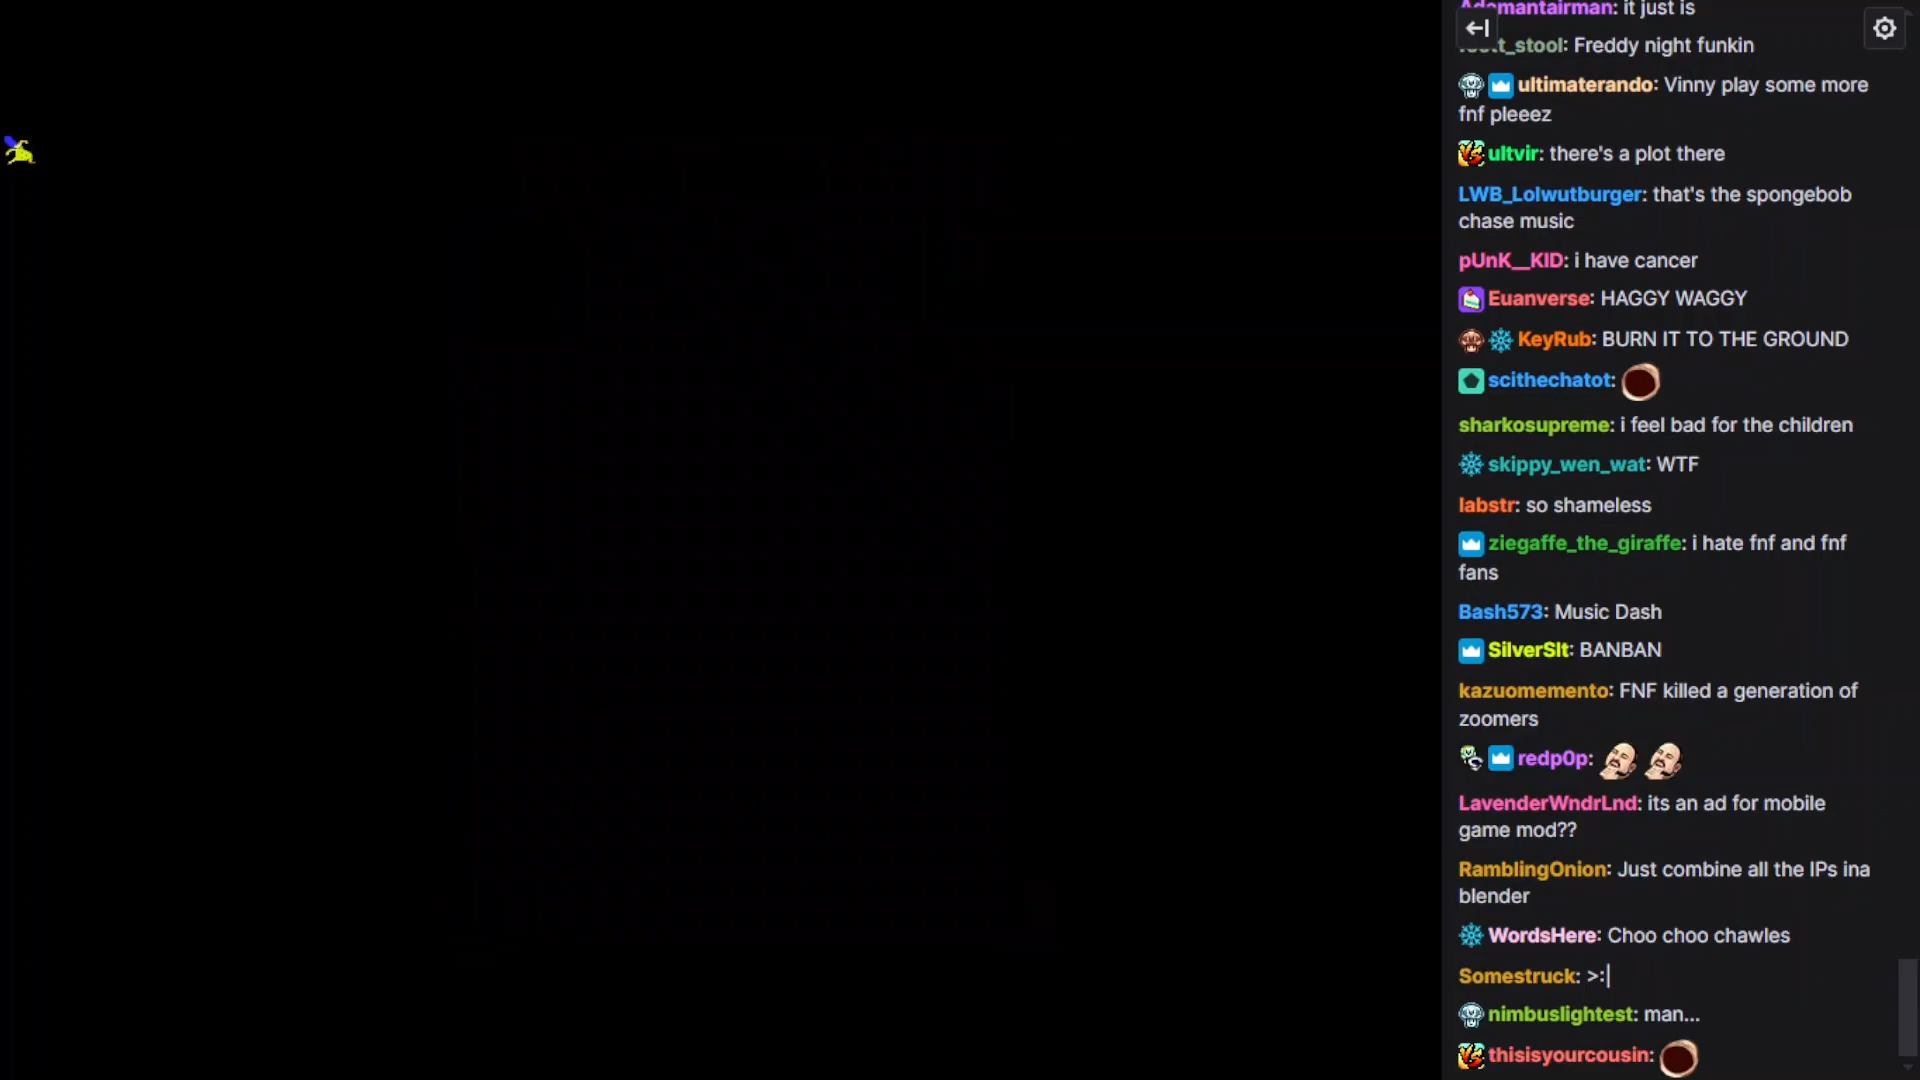 Adamantairman: it just is
t_stool: Freddy night funkin
ultimaterando: Vinny play some more
fnf pleeez
ultvir: there's a plot there
LWB_Lolwutburger: that's the spongebob
chase music
pUnK__KID: i have cancer
Euanverse: HAGGY WAGGY
KeyRub: BURN IT TO THE GROUND
scithechatot:
sharkosupreme: i feel bad for the children
skippy_wen_wat: WTF
labstr: so shameless
ziegaffe_the_giraffe: i hate fnf and fnf
fans
Bash573: Music Dash
SilverSlt: BANBAN
kazuomemento: FNF killed a generation of
zoomers
redp0p:
LavenderWndrLnd: its an ad for mobile
game mod??
RamblingOnion: Just combine all the IPs ina
blender
WordsHere: Choo choo chawles
Somestruck: >:|
nimbuslightest: man...
thisisyourcousin: